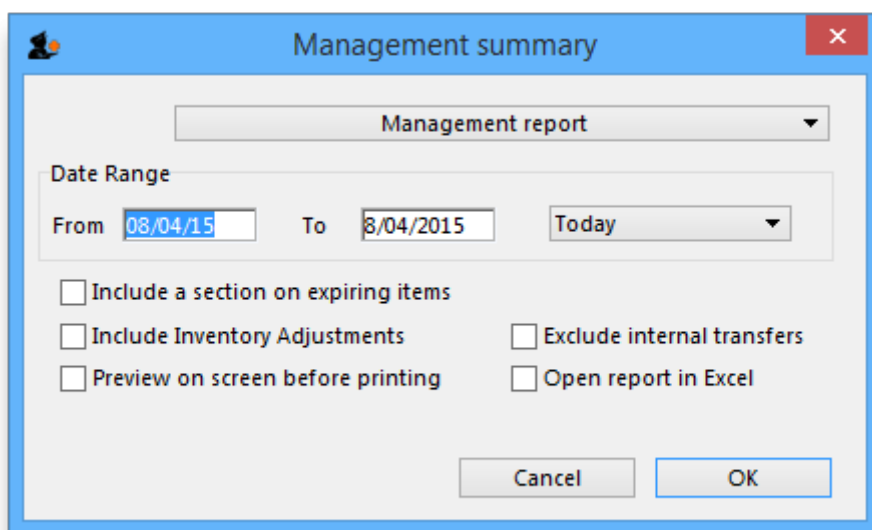 Management summary
Management report
Date Range
From 08/04/15 To 8/04/2015 Today
Include a section on expiring items
Include Inventory Adjustments Exclude internal transfers
Preview on screen before printing Open report in Excel
Cancel OK